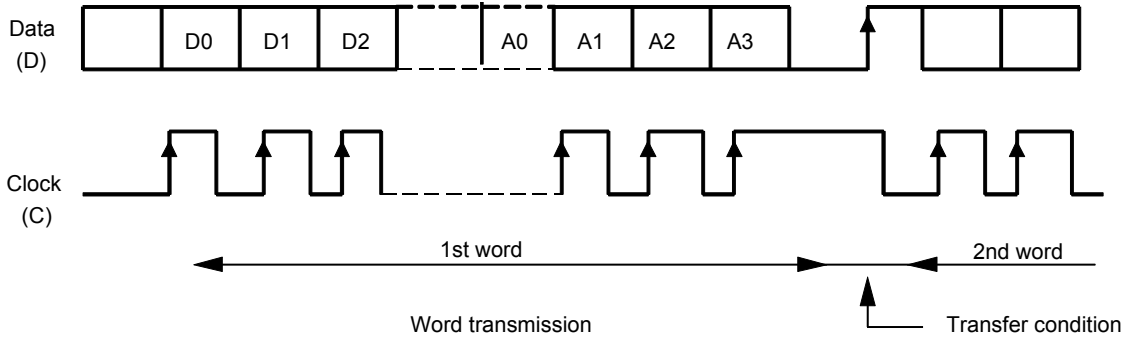 Data
(D)
D0 D1 D2 A0 A1 A2 A3
Clock
(C)
1st word 2nd word
Word transmission Transfer condition